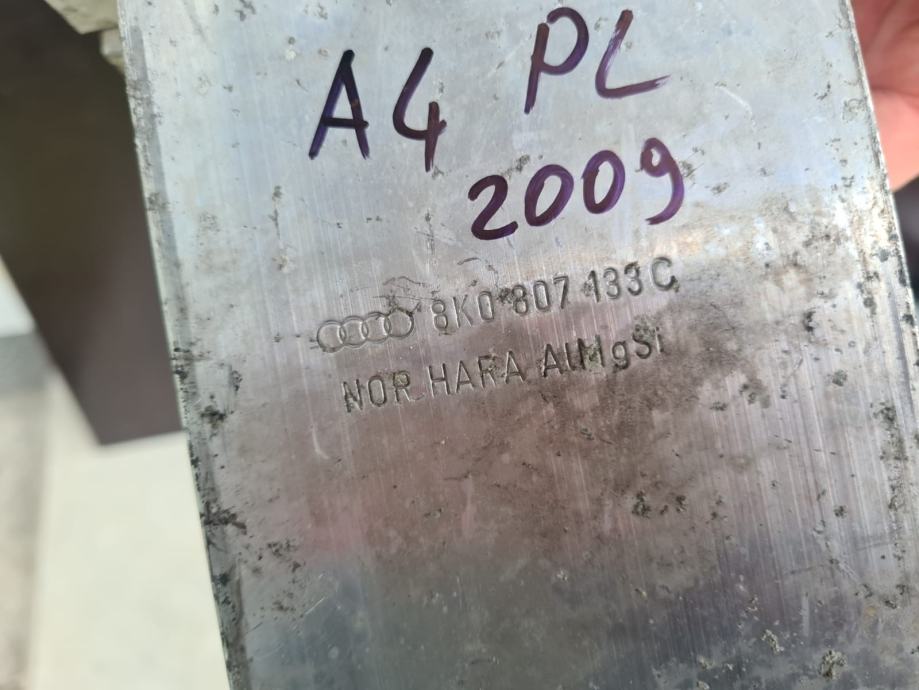 A4 PL
2009
8K0 807 133 C
NOR HARA AlMgSi